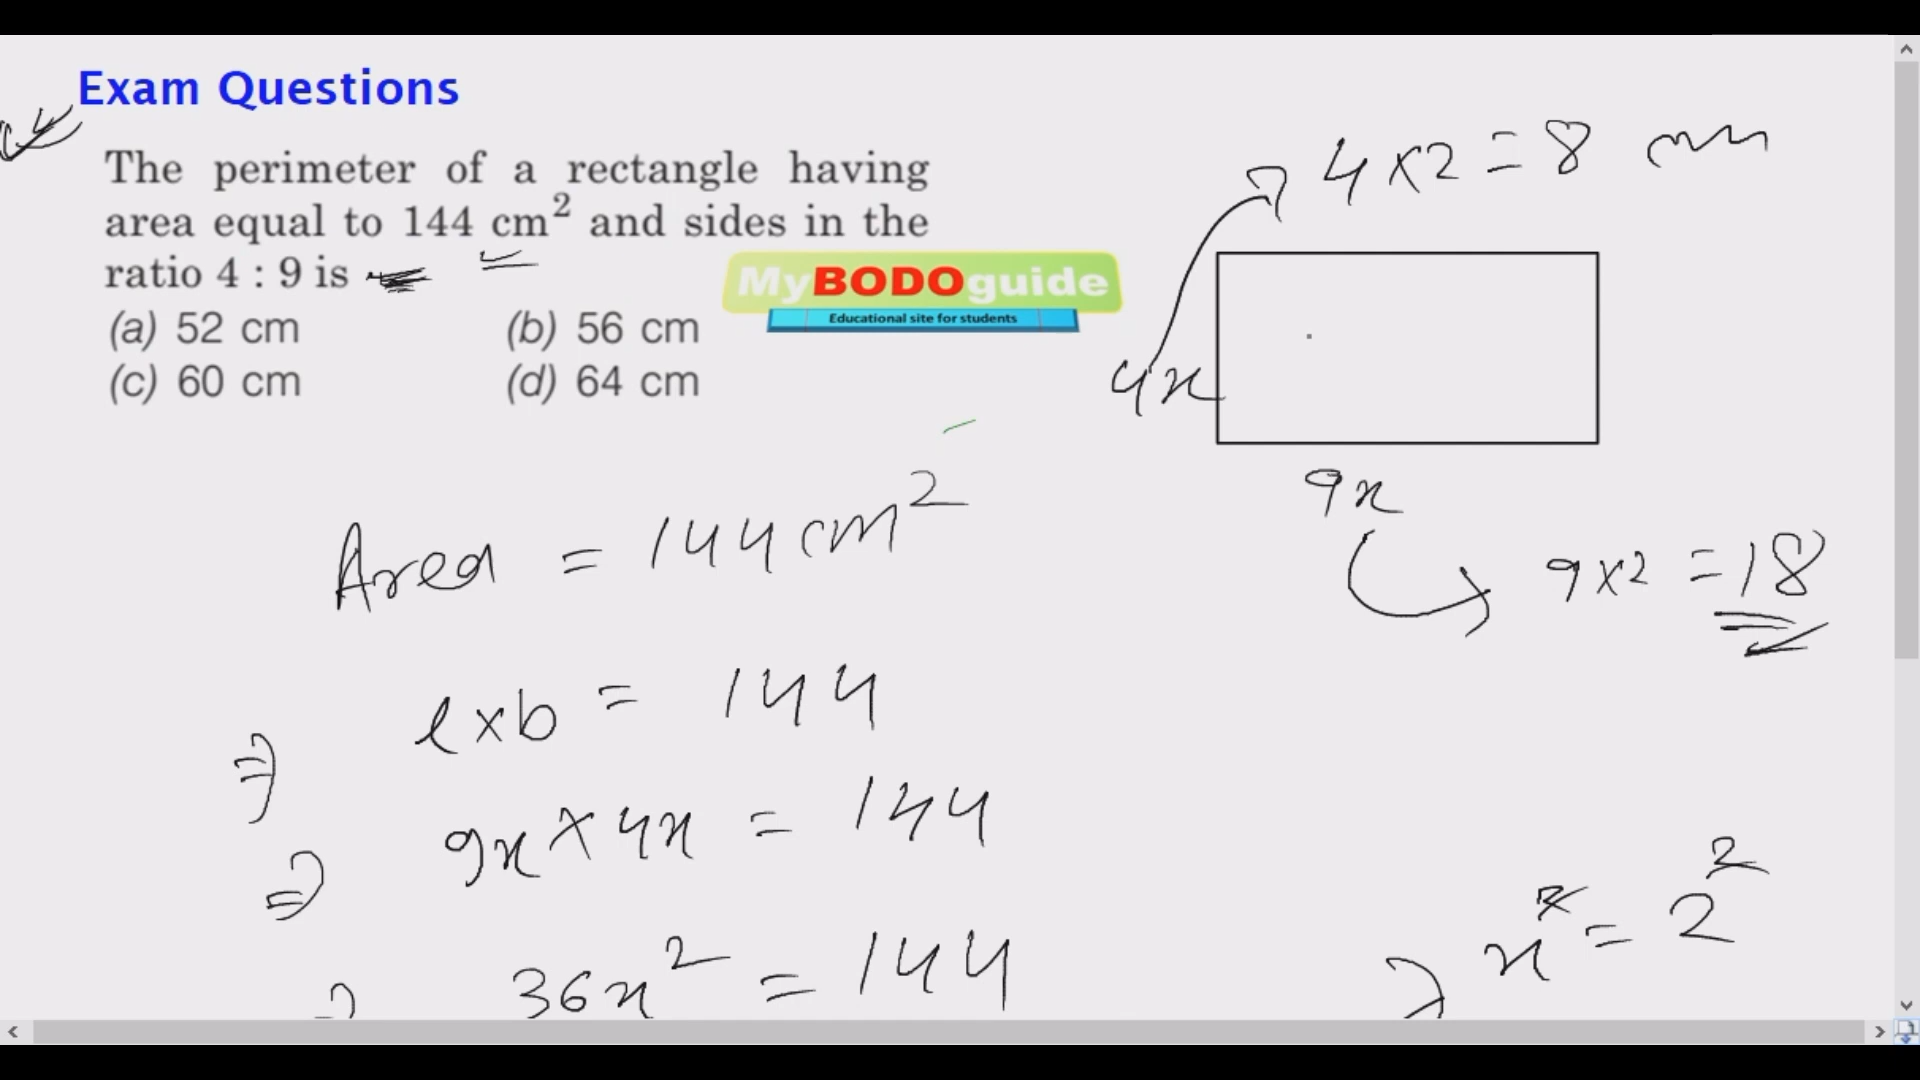 Exam Questions
The perimeter of a rectangle having
area equal to 144 cm² and sides in the
ratio 4 : 9 is
(a) 52 cm (b) 56 cm
(c) 60 cm (d) 64 cm
MyBODOguide
Educational site for students
4×2=8 cm
4x
9x
9×2=18
Area = 144 cm²
⇒ l×b = 144
⇒ 9x × 4x = 144
36x² = 144
x² = 2²